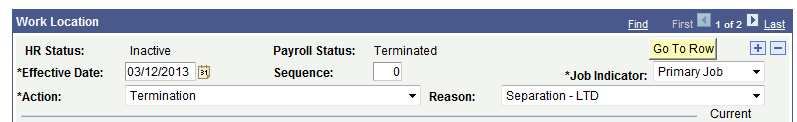 Work Location Find First 1 of 2 Last
HR Status: Inactive Payroll Status: Terminated Go To Row
*Effective Date: 03/12/2013 31 Sequence: 0 *Job Indicator: Primary Job
*Action: Termination Reason: Separation - LTD
Current